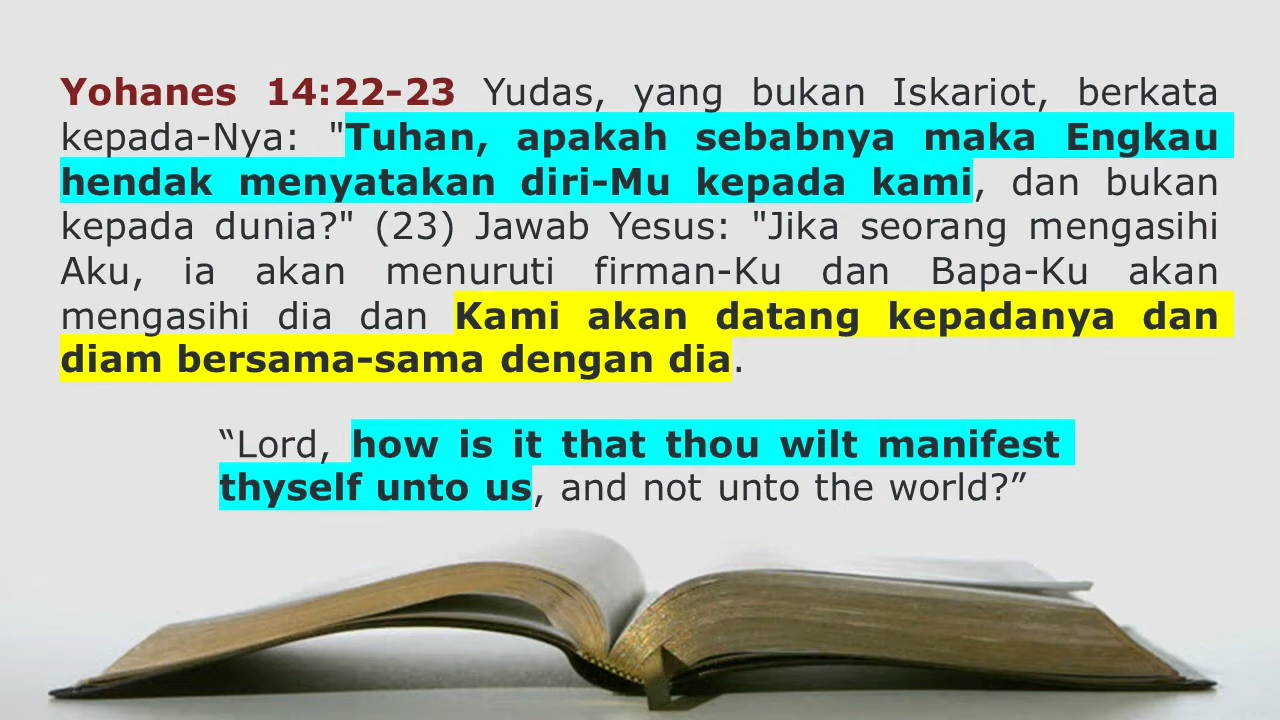 Yohanes 14:22-23 Yudas, yang bukan Iskariot, berkata
kepada-Nya: "Tuhan, apakah sebabnya maka Engkau
hendak menyatakan diri-Mu kepada kami, dan bukan
kepada dunia?" (23) Jawab Yesus: "Jika seorang mengasihi
Aku, ia akan menuruti firman-Ku dan Bapa-Ku akan
mengasihi dia dan Kami akan datang kepadanya dan
diam bersama-sama dengan dia.
“Lord, how is it that thou wilt manifest
thyself unto us, and not unto the world?”